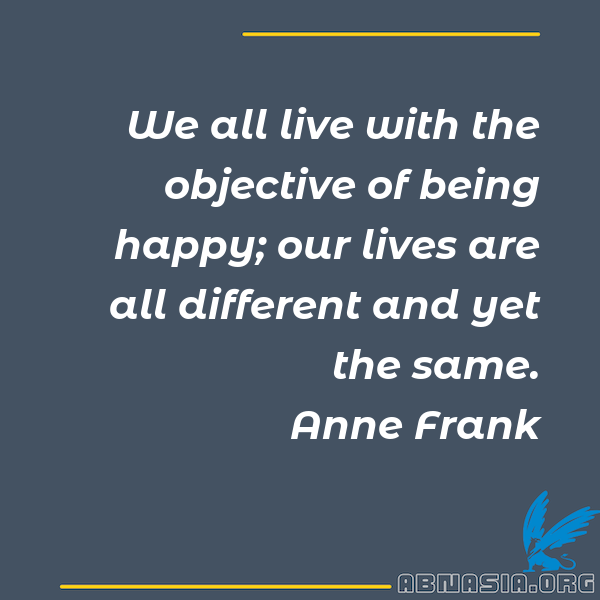 We all live with the
objective of being
happy; our lives are
all different and yet
the same.
Anne Frank
ABNASIA.ORG